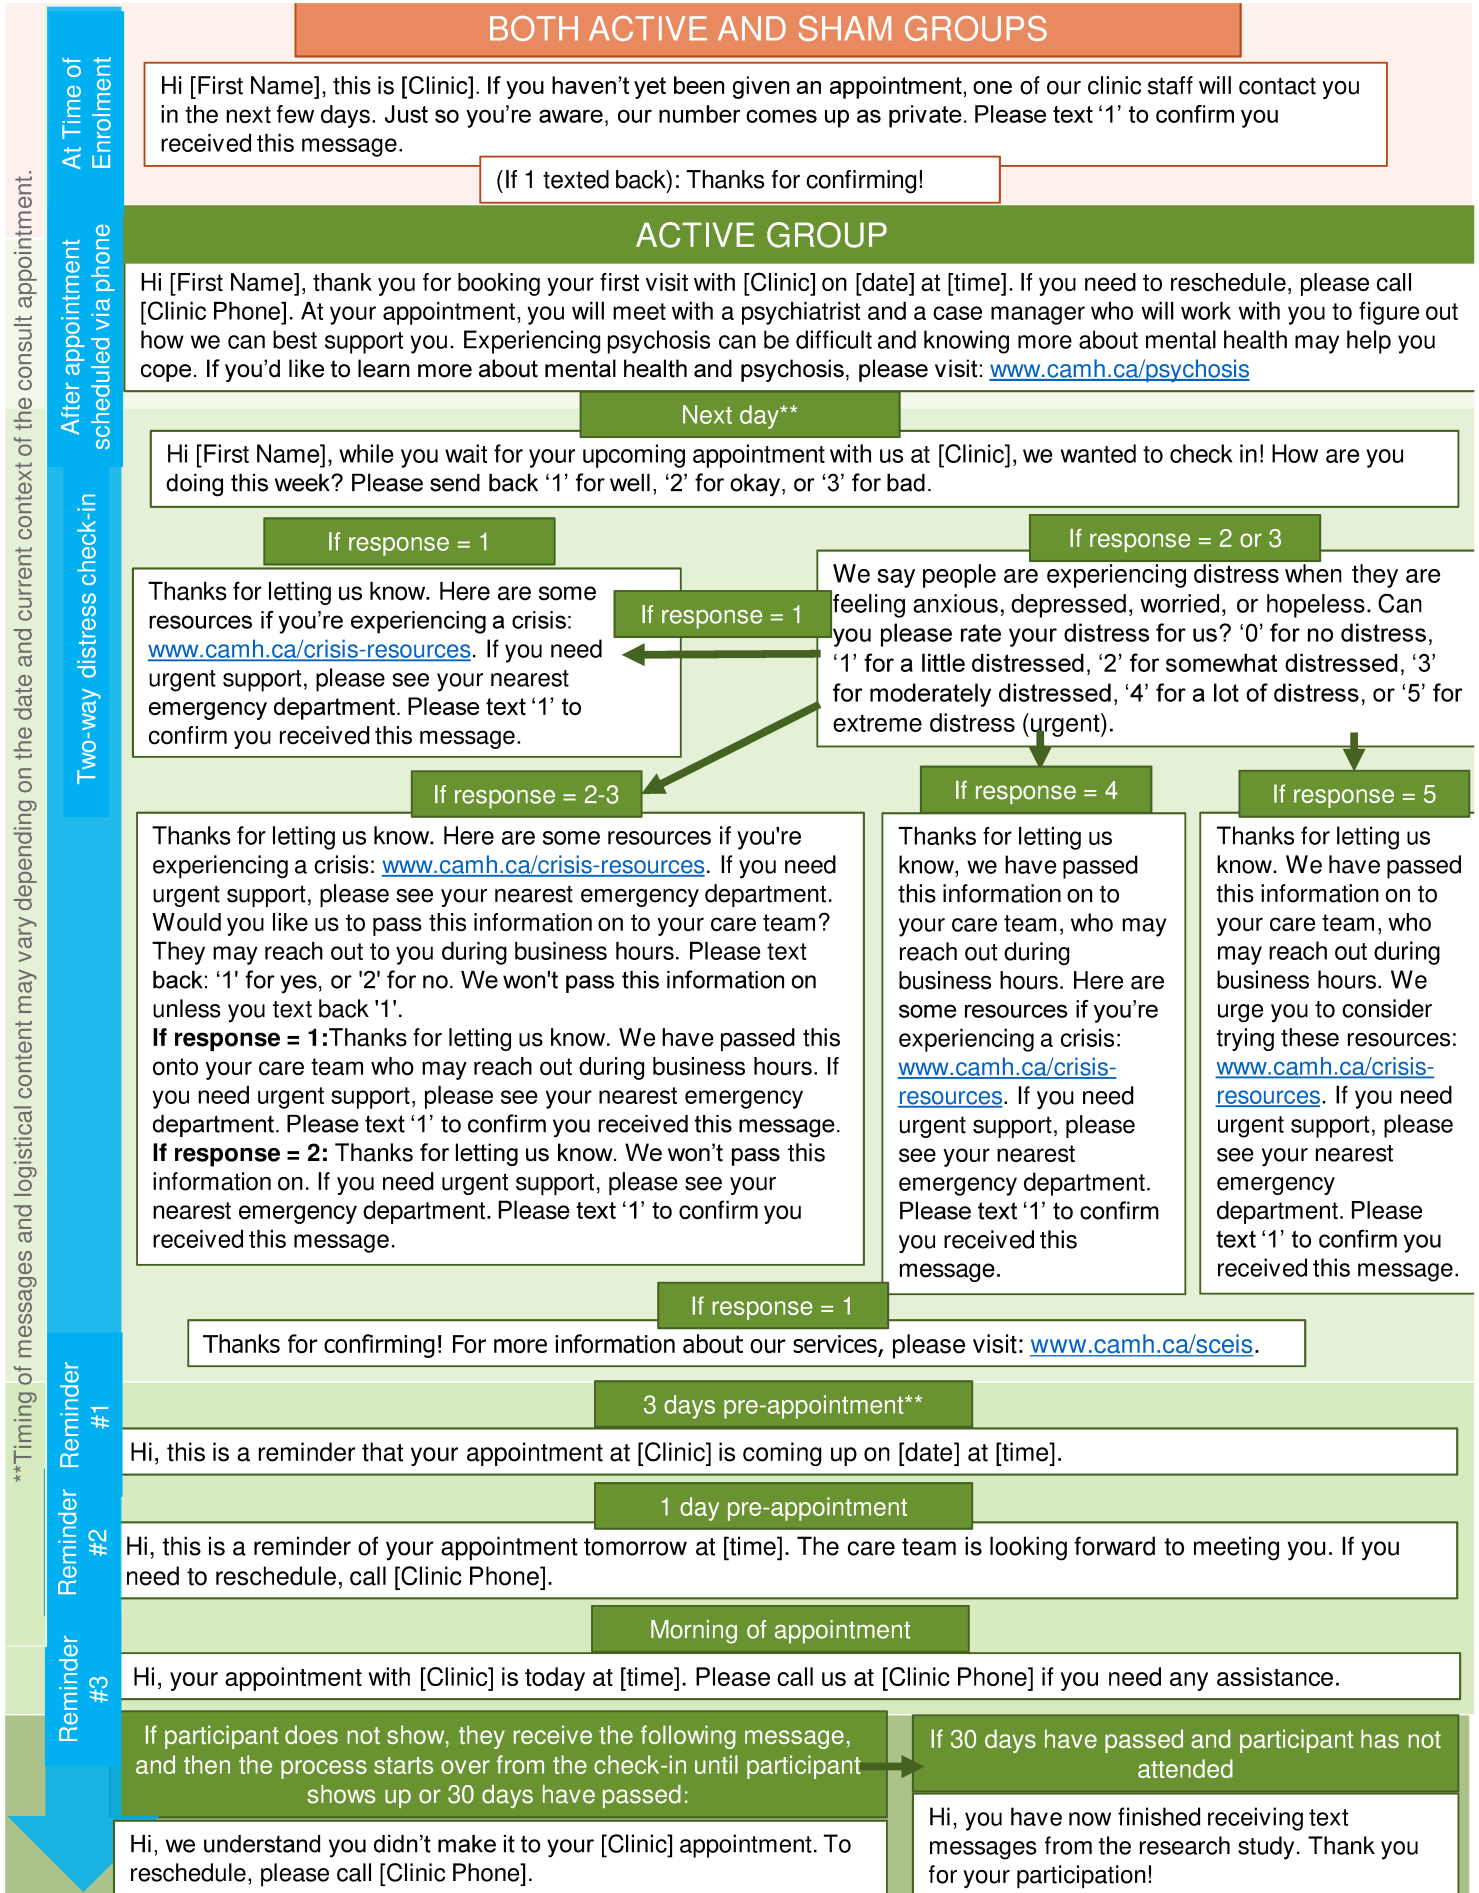 BOTH ACTIVE AND SHAM GROUPS
At Time of
Enrolment
Hi [First Name], this is [Clinic]. If you haven’t yet been given an appointment, one of our clinic staff will contact you
in the next few days. Just so you’re aware, our number comes up as private. Please text ‘1’ to confirm you
received this message.
(If 1 texted back): Thanks for confirming!
**Timing of messages and logistical content may vary depending on the date and current context of the consult appointment.
ACTIVE GROUP
After appointment
scheduled via phone
Hi [First Name], thank you for booking your first visit with [Clinic] on [date] at [time]. If you need to reschedule, please call
[Clinic Phone]. At your appointment, you will meet with a psychiatrist and a case manager who will work with you to figure out
how we can best support you. Experiencing psychosis can be difficult and knowing more about mental health may help you
cope. If you’d like to learn more about mental health and psychosis, please visit: www.camh.ca/psychosis
Next day**
Two-way distress check-in
Hi [First Name], while you wait for your upcoming appointment with us at [Clinic], we wanted to check in! How are you
doing this week? Please send back ‘1’ for well, ‘2’ for okay, or ‘3’ for bad.
If response = 1
Thanks for letting us know. Here are some
resources if you’re experiencing a crisis:
www.camh.ca/crisis-resources. If you need
urgent support, please see your nearest
emergency department. Please text ‘1’ to
confirm you received this message.
If response = 2 or 3
We say people are experiencing distress when they are
feeling anxious, depressed, worried, or hopeless. Can
you please rate your distress for us? ‘0’ for no distress,
‘1’ for a little distressed, ‘2’ for somewhat distressed, ‘3’
for moderately distressed, ‘4’ for a lot of distress, or ‘5’ for
extreme distress (urgent).
If response = 1
If response = 2-3
Thanks for letting us know. Here are some resources if you're
experiencing a crisis: www.camh.ca/crisis-resources. If you need
urgent support, please see your nearest emergency department.
Would you like us to pass this information on to your care team?
They may reach out to you during business hours. Please text
back: ‘1' for yes, or '2' for no. We won't pass this information on
unless you text back '1'.
If response = 1:Thanks for letting us know. We have passed this
onto your care team who may reach out during business hours. If
you need urgent support, please see your nearest emergency
department. Please text ‘1’ to confirm you received this message.
If response = 2: Thanks for letting us know. We won’t pass this
information on. If you need urgent support, please see your
nearest emergency department. Please text ‘1’ to confirm you
received this message.
If response = 4
Thanks for letting us
know, we have passed
this information on to
your care team, who may
reach out during
business hours. Here are
some resources if you’re
experiencing a crisis:
www.camh.ca/crisis-
resources. If you need
urgent support, please
see your nearest
emergency department.
Please text ‘1’ to confirm
you received this
message.
If response = 5
Thanks for letting us
know. We have passed
this information on to
your care team, who
may reach out during
business hours. We
urge you to consider
trying these resources:
www.camh.ca/crisis-
resources. If you need
urgent support, please
see your nearest
emergency
department. Please
text ‘1’ to confirm you
received this message.
If response = 1
Thanks for confirming! For more information about our services, please visit: www.camh.ca/sceis.
Reminder
#1
3 days pre-appointment**
Hi, this is a reminder that your appointment at [Clinic] is coming up on [date] at [time].
Reminder
#2
1 day pre-appointment
Hi, this is a reminder of your appointment tomorrow at [time]. The care team is looking forward to meeting you. If you
need to reschedule, call [Clinic Phone].
Reminder
#3
Morning of appointment
Hi, your appointment with [Clinic] is today at [time]. Please call us at [Clinic Phone] if you need any assistance.
If participant does not show, they receive the following message,
and then the process starts over from the check-in until participant
shows up or 30 days have passed:
Hi, we understand you didn’t make it to your [Clinic] appointment. To
reschedule, please call [Clinic Phone].
If 30 days have passed and participant has not
attended
Hi, you have now finished receiving text
messages from the research study. Thank you
for your participation!